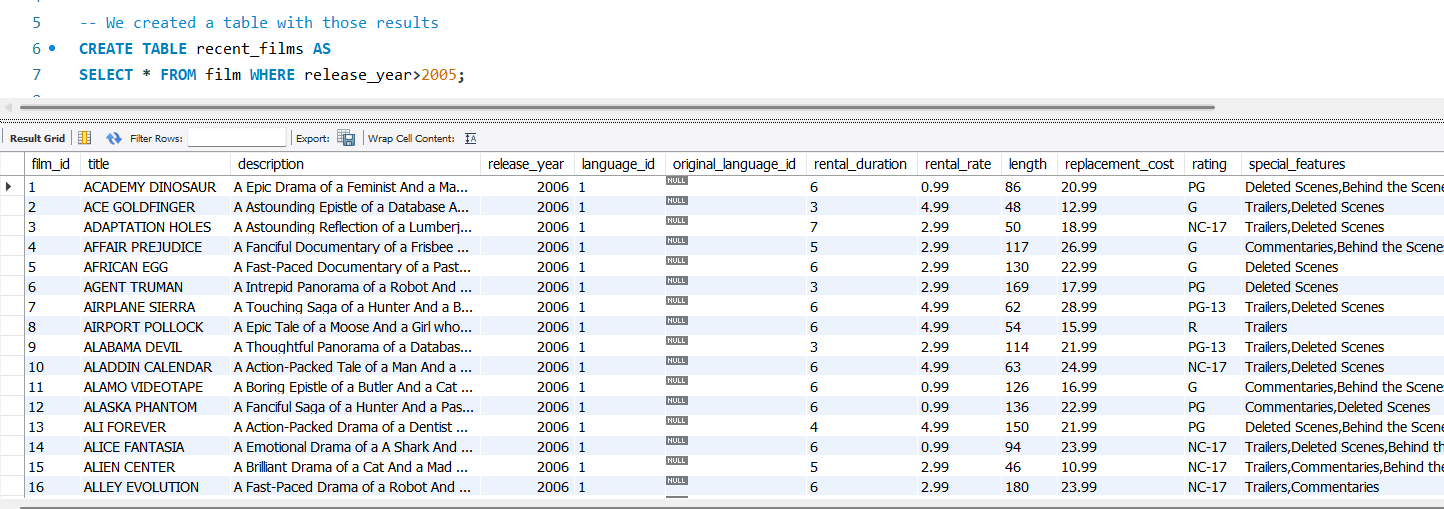 5 -- We created a table with those results
6 CREATE TABLE recent_films AS
7 SELECT * FROM film WHERE release_year>2005;
Result Grid Filter Rows: Export: Wrap Cell Content: IA
film_id title description release_year language_id original_language_id rental_duration rental_rate length replacement_cost rating special_features
1 ACADEMY DINOSAUR A Epic Drama of a Feminist And a Ma... 2006 1 NULL 6 0.99 86 20.99 PG Deleted Scenes,Behind the Scene
2 ACE GOLDFINGER A Astounding Epistle of a Database A... 2006 1 NULL 3 4.99 48 12.99 G Trailers,Deleted Scenes
3 ADAPTATION HOLES A Astounding Reflection of a Lumberj... 2006 1 NULL 7 2.99 50 18.99 NC-17 Trailers,Deleted Scenes
4 AFFAIR PREJUDICE A Fanciful Documentary of a Frisbee ... 2006 1 NULL 5 2.99 117 26.99 G Commentaries,Behind the Scene
5 AFRICAN EGG A Fast-Paced Documentary of a Past... 2006 1 NULL 6 2.99 130 22.99 G Deleted Scenes
6 AGENT TRUMAN A Intrepid Panorama of a Robot And ... 2006 1 NULL 3 2.99 169 17.99 PG Deleted Scenes
7 AIRPLANE SIERRA A Touching Saga of a Hunter And a B... 2006 1 NULL 6 4.99 62 28.99 PG-13 Trailers,Deleted Scenes
8 AIRPORT POLLOCK A Epic Tale of a Moose And a Girl who... 2006 1 NULL 6 4.99 54 15.99 R Trailers
9 ALABAMA DEVIL A Thoughtful Panorama of a Databas... 2006 1 NULL 3 2.99 114 21.99 PG-13 Trailers,Deleted Scenes
10 ALADDIN CALENDAR A Action-Packed Tale of a Man And a ... 2006 1 NULL 6 4.99 63 24.99 NC-17 Trailers,Deleted Scenes
11 ALAMO VIDEOTAPE A Boring Epistle of a Butler And a Cat ... 2006 1 NULL 6 0.99 126 16.99 G Commentaries,Behind the Scene
12 ALASKA PHANTOM A Fanciful Saga of a Hunter And a Pas... 2006 1 NULL 6 0.99 136 22.99 PG Commentaries,Deleted Scenes
13 ALI FOREVER A Action-Packed Drama of a Dentist ... 2006 1 NULL 4 4.99 150 21.99 PG Deleted Scenes,Behind the Scene
14 ALICE FANTASIA A Emotional Drama of a A Shark And ... 2006 1 NULL 6 0.99 94 23.99 NC-17 Trailers,Deleted Scenes,Behind th
15 ALIEN CENTER A Brilliant Drama of a Cat And a Mad ... 2006 1 NULL 5 2.99 46 10.99 NC-17 Trailers,Commentaries,Behind the
16 ALLEY EVOLUTION A Fast-Paced Drama of a Robot And ... 2006 1 NULL 6 2.99 180 23.99 NC-17 Trailers,Commentaries